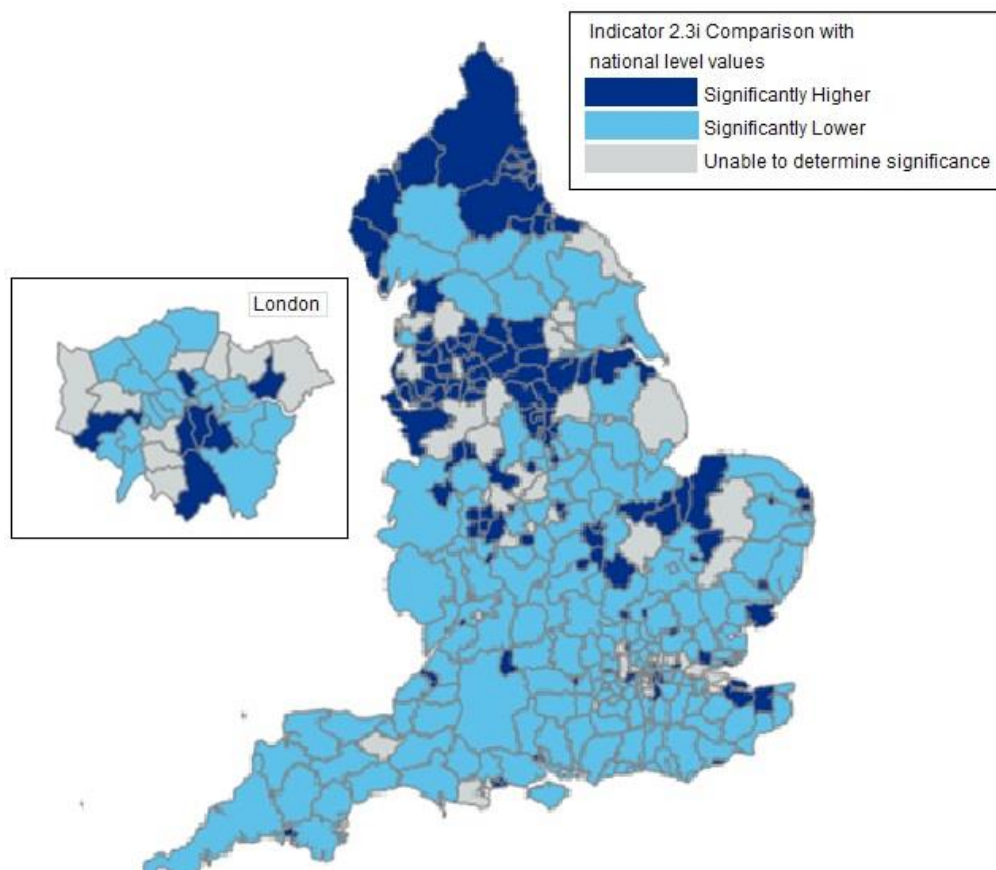 Indicator 2.3i Comparison with
national level values
Significantly Higher
Significantly Lower
Unable to determine significance
London